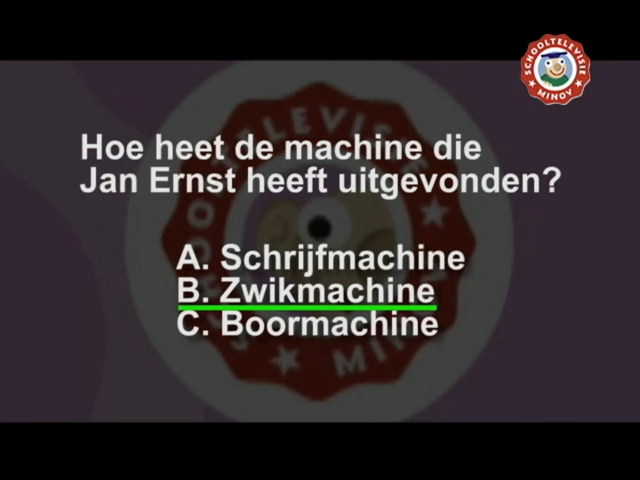 SCHOOLTELEVISIE
MINOV
Hoe heet de machine die
Jan Ernst heeft uitgevonden?
A. Schrijfmachine
B. Zwikmachine
C. Boormachine